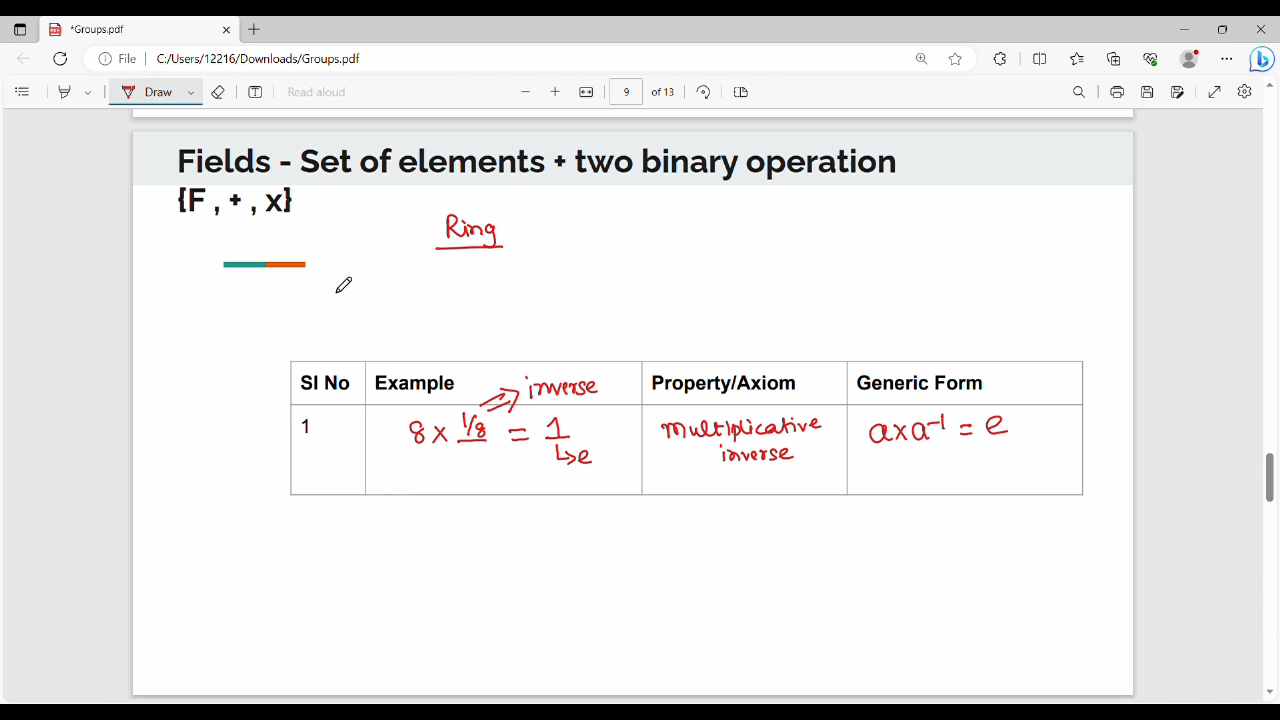 *Groups.pdf
File
C:/Users/12216/Downloads/Groups.pdf
Draw
Read aloud
9 of 13
Fields - Set of elements + two binary operation
{F , + , x}
Ring
Sl No Example Property/Axiom Generic Form
inverse
1 8 x 1/8 = 1 Multiplicative inverse a x a⁻¹ = e
↳e